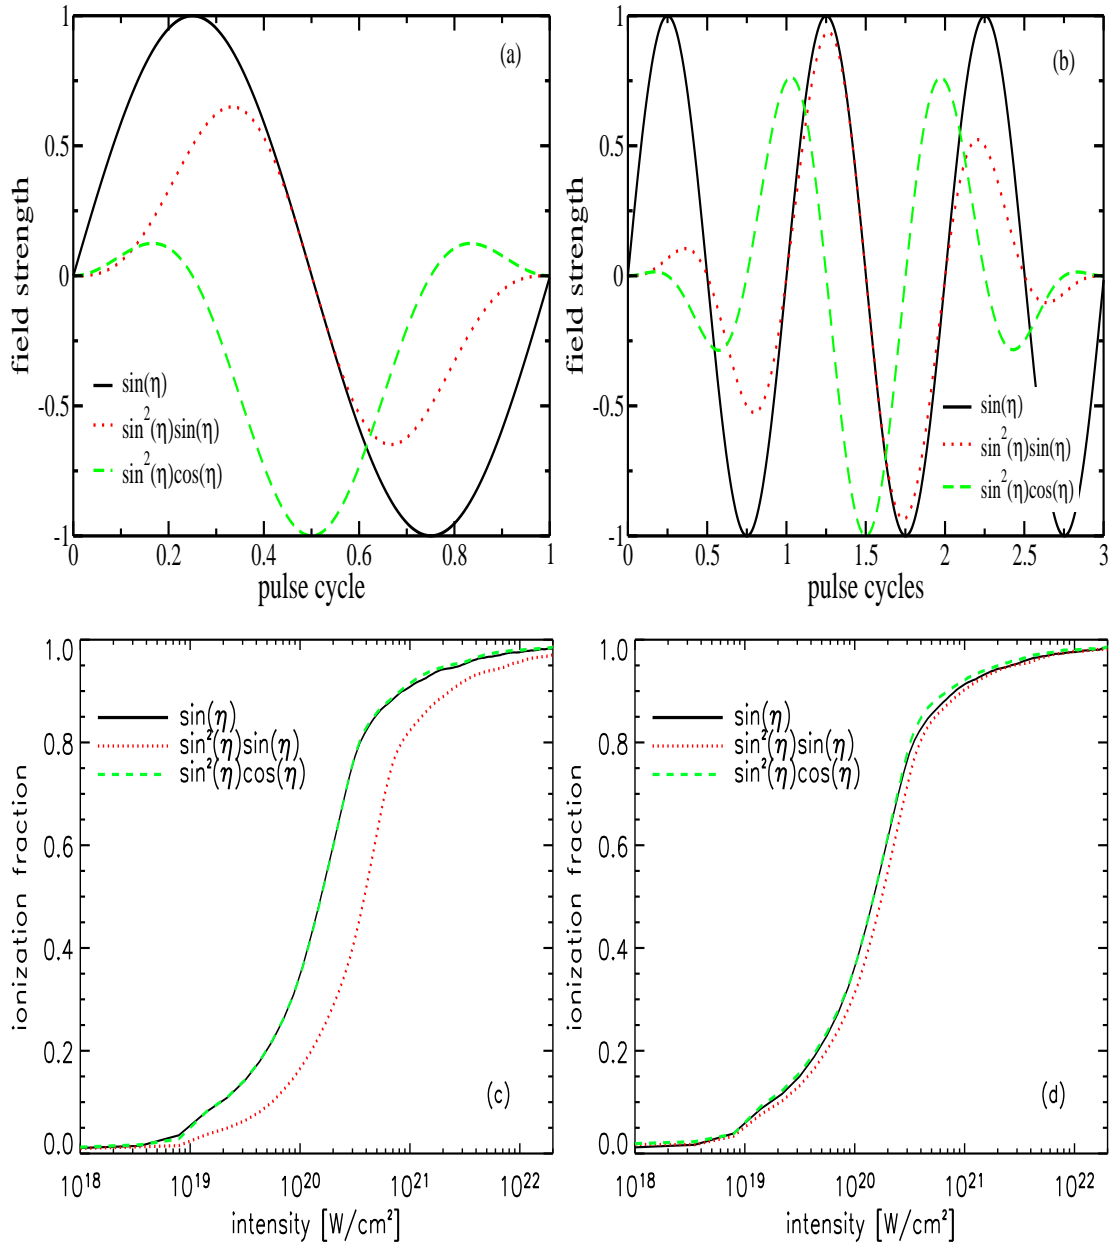 (a)
1
0.5
0
-0.5
-1
field strength
sin(η)
sin²(η)sin(η)
sin²(η)cos(η)
0 0.2 0.4 0.6 0.8 1
pulse cycle
(b)
1
0.5
0
-0.5
-1
field strength
sin(η)
sin²(η)sin(η)
sin²(η)cos(η)
0 0.5 1 1.5 2 2.5 3
pulse cycles
1.0
0.8
0.6
0.4
0.2
0.0
ionization fraction
sin(η)
sin²(η)sin(η)
sin²(η)cos(η)
(c)
10¹⁸ 10¹⁹ 10²⁰ 10²¹ 10²²
intensity [W/cm²]
1.0
0.8
0.6
0.4
0.2
0.0
ionization fraction
sin(η)
sin²(η)sin(η)
sin²(η)cos(η)
(d)
10¹⁸ 10¹⁹ 10²⁰ 10²¹ 10²²
intensity [W/cm²]